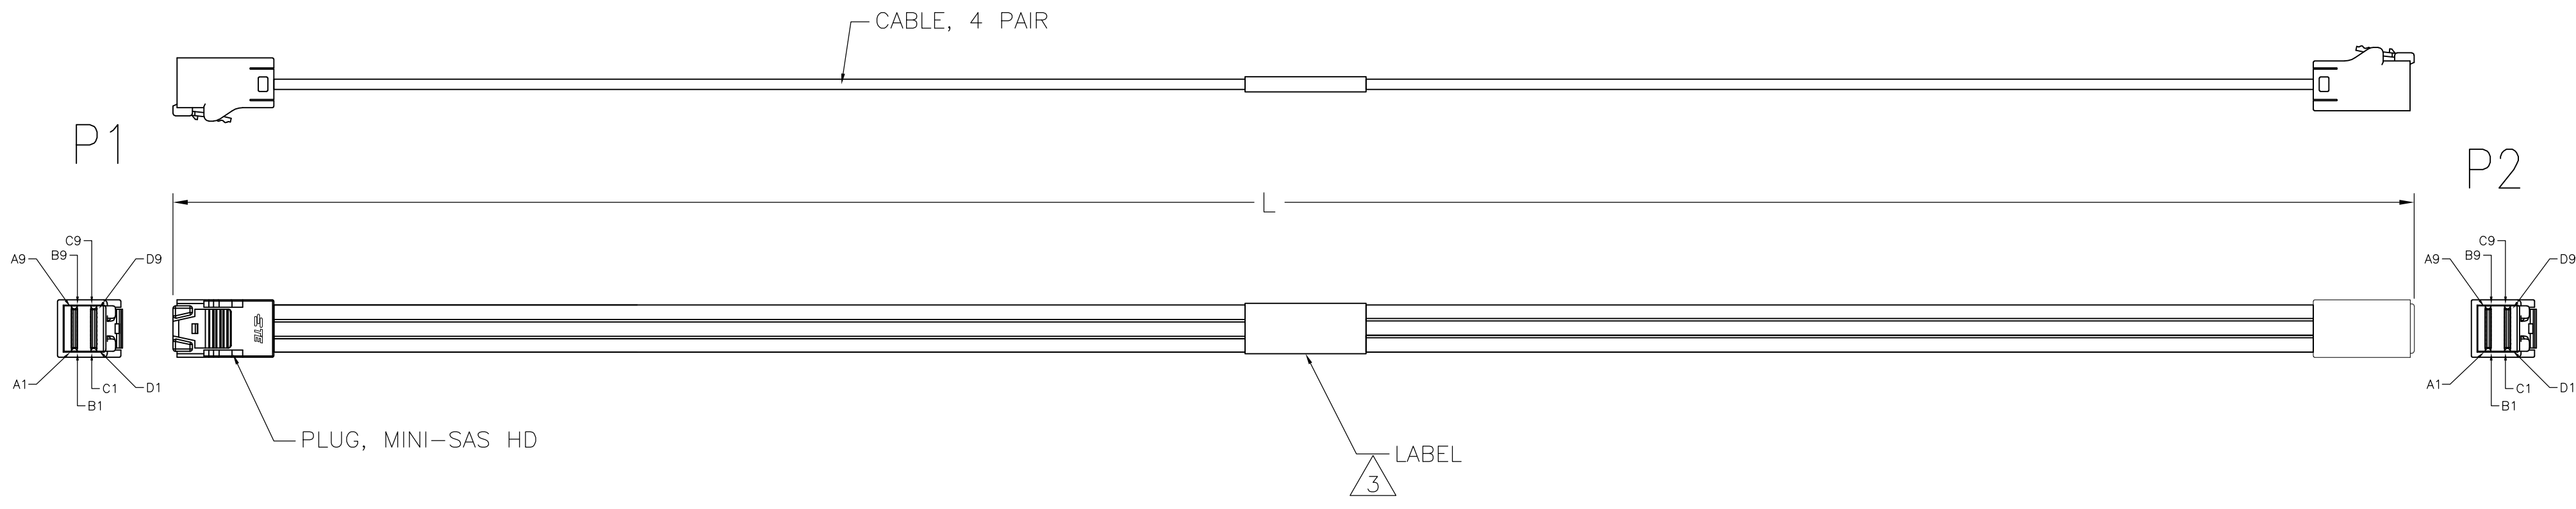 CABLE, 4 PAIR
P1
P2
L
C9
B9
A9
D9
C9
B9
A9
D9
TE
A1
C1
D1
B1
A1
C1
D1
B1
PLUG, MINI-SAS HD
LABEL
3